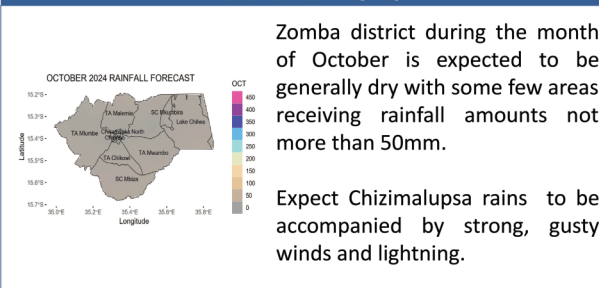 Zomba district during the month
of October is expected to be
generally dry with some few areas
receiving rainfall amounts not
more than 50mm.
Expect Chizimalupsa rains to be
accompanied by strong, gusty
winds and lightning.
OCTOBER 2024 RAINFALL FORECAST
OCT
450
400
350
300
250
200
150
100
50
0
Latitude
15.2°S
15.3°S
15.4°S
15.5°S
15.6°S
15.7°S
TA Malemia
SC Mkumbira
Lake Chilwa
TA Mlumbe
TA Mwambo
TA Chikowi
SC Mbiza
35.0°E
35.2°E
35.4°E
35.6°E
35.8°E
Longitude